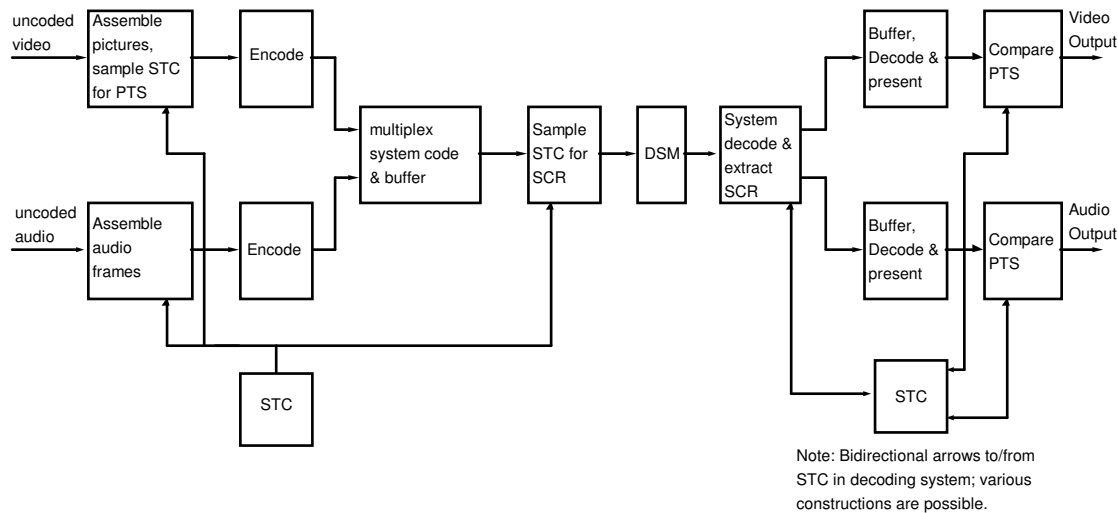 uncoded
video
Assemble
pictures,
sample STC
for PTS
Encode
multiplex
system code
& buffer
Sample
STC for
SCR
DSM
System
decode &
extract
SCR
Buffer,
Decode &
present
Compare
PTS
Video
Output
uncoded
audio
Assemble
audio
frames
Encode
Buffer,
Decode &
present
Compare
PTS
Audio
Output
STC
STC
Note: Bidirectional arrows to/from
STC in decoding system; various
constructions are possible.